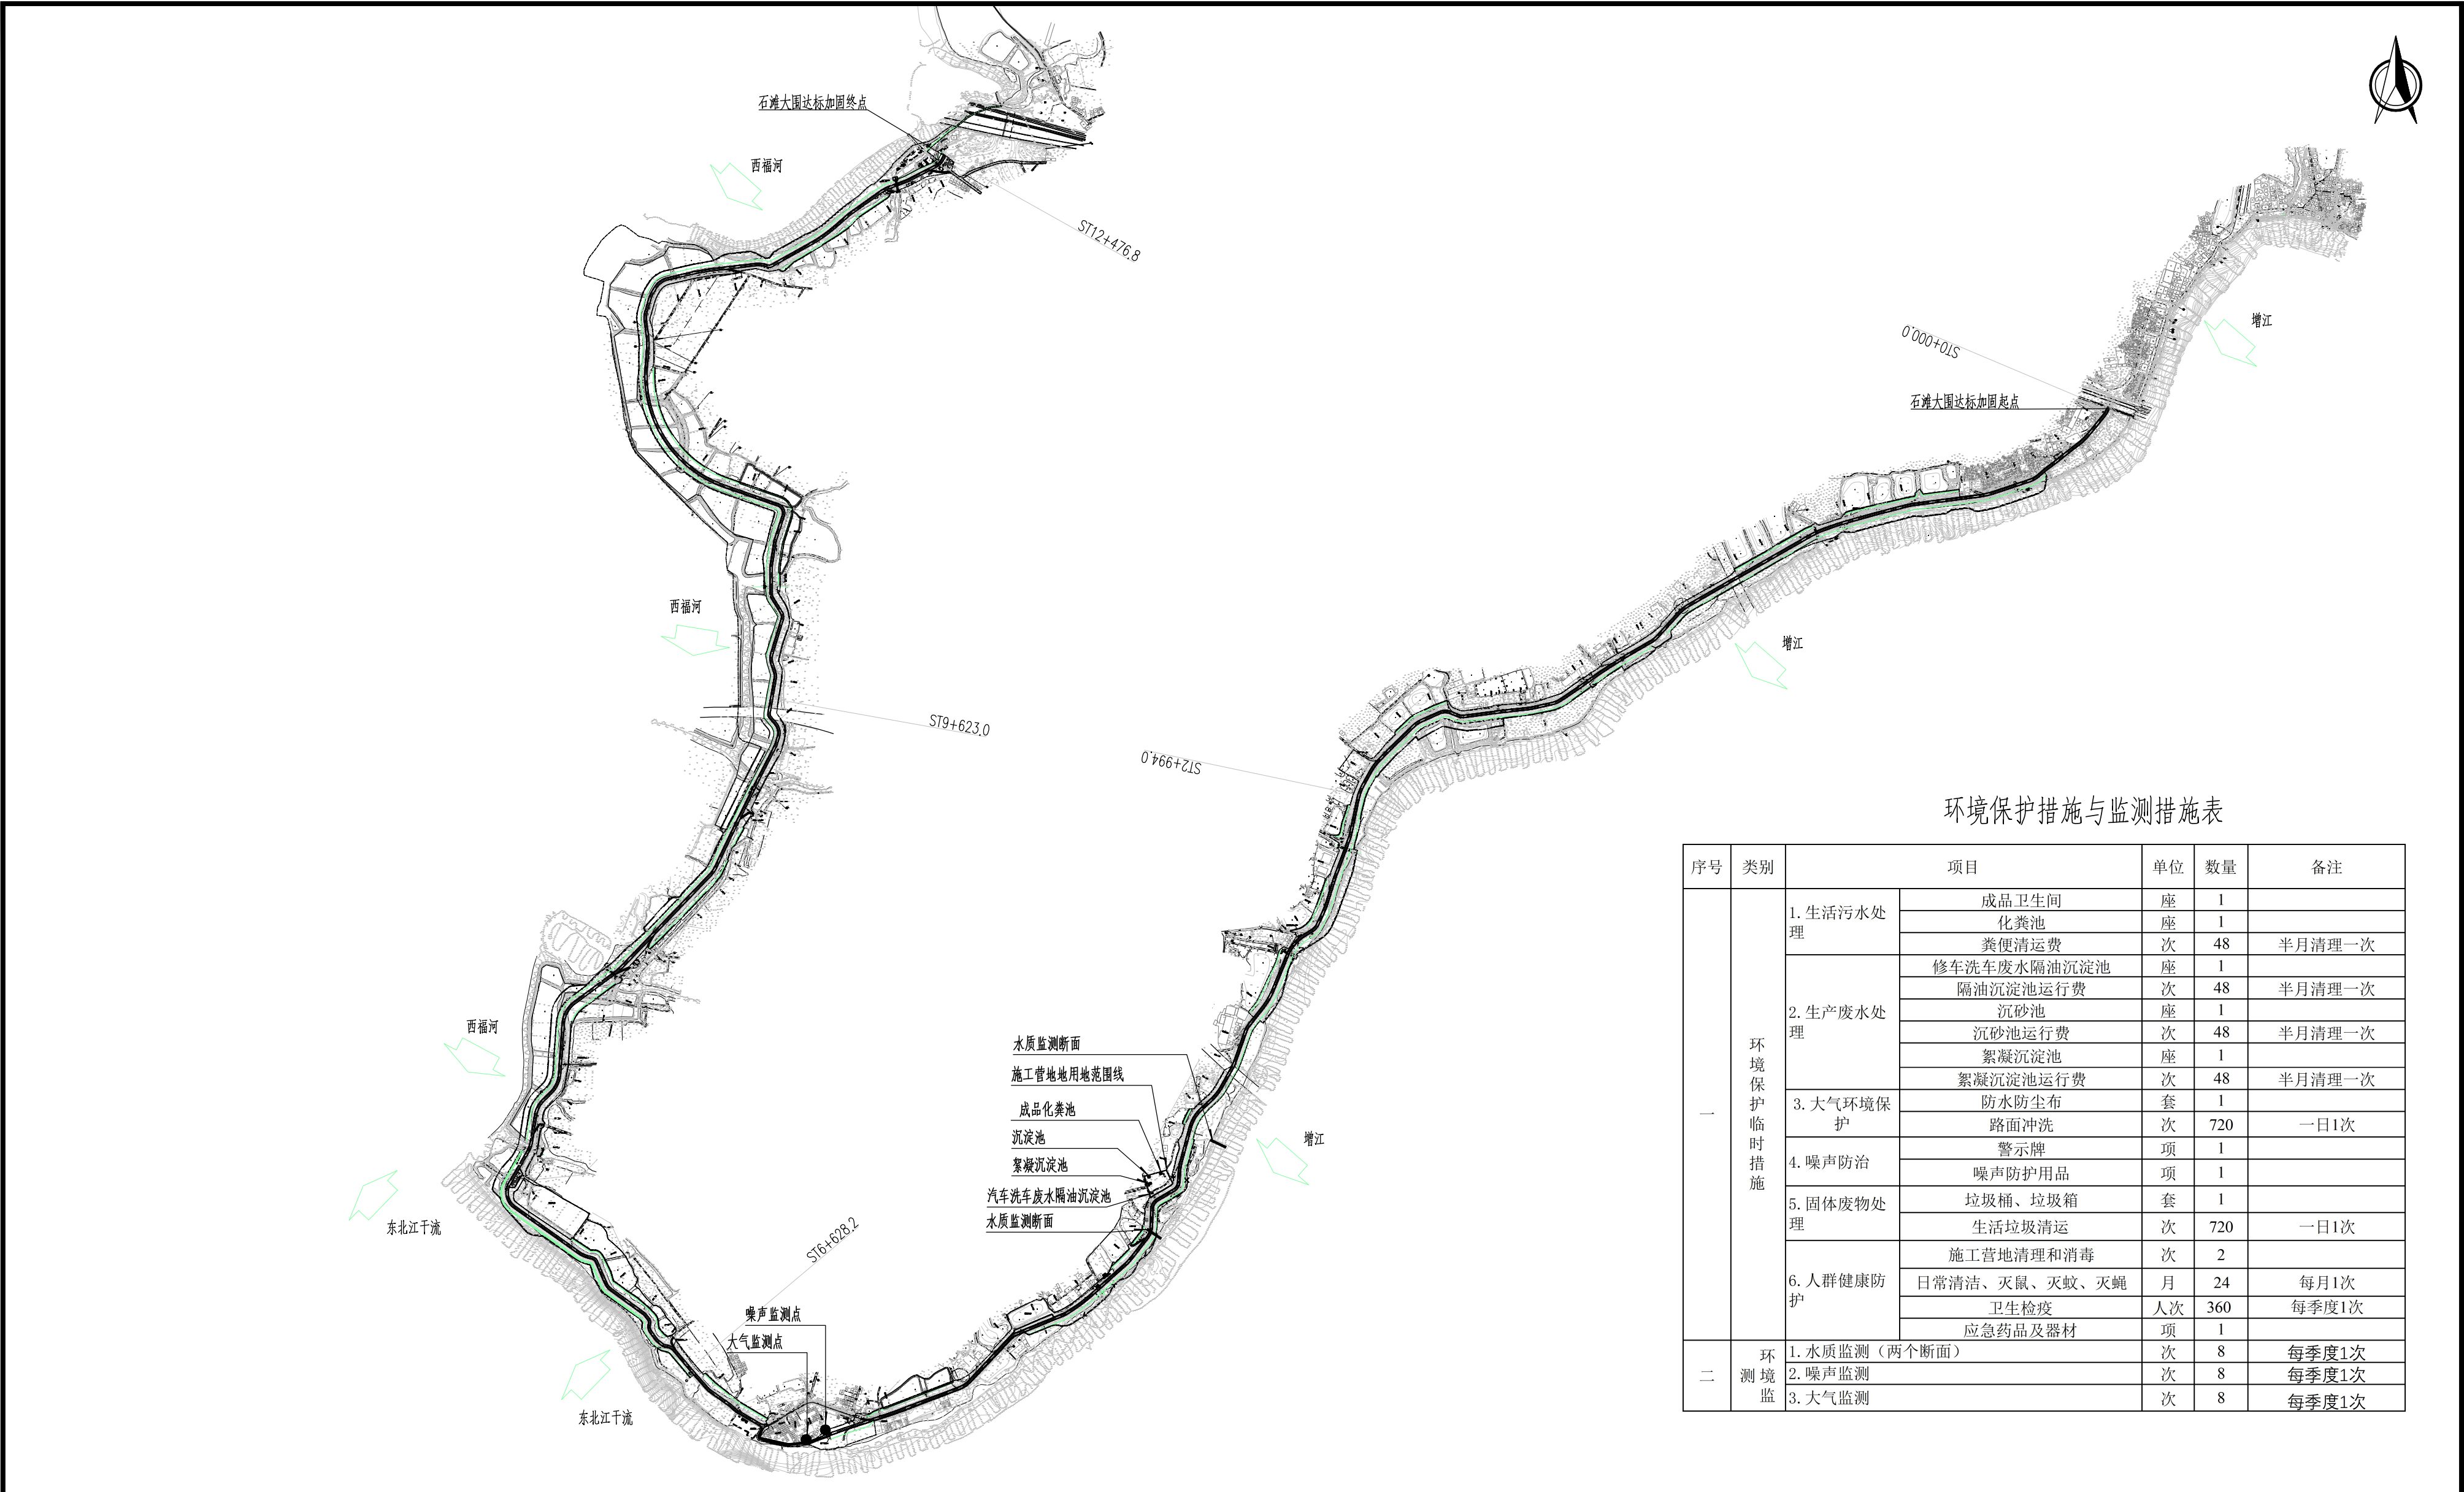 石滩大围达标加固终点
西福河
ST12+476.8
增江
ST0+000.0
石滩大围达标加固起点
西福河
增江
ST9+623.0
ST2+994.0
西福河
水质监测断面
施工营地地用地范围线
成品化粪池
沉淀池
絮凝沉淀池
汽车洗车废水隔油沉淀池
水质监测断面
增江
东北江干流
ST6+628.2
噪声监测点
大气监测点
东北江干流
环境保护措施与监测措施表
序号 类别 项目 单位 数量 备注
一 环境保护临时措施
1.生活污水处理
成品卫生间 座 1
化粪池 座 1
粪便清运费 次 48 半月清理一次
2.生产废水处理
修车洗车废水隔油沉淀池 座 1
隔油沉淀池运行费 次 48 半月清理一次
沉砂池 座 1
沉砂池运行费 次 48 半月清理一次
絮凝沉淀池 座 1
絮凝沉淀池运行费 次 48 半月清理一次
3.大气环境保护
防水防尘布 套 1
路面冲洗 次 720 一日1次
4.噪声防治
警示牌 项 1
噪声防护用品 项 1
5.固体废物处理
垃圾桶、垃圾箱 套 1
生活垃圾清运 次 720 一日1次
6.人群健康防护
施工营地清理和消毒 次 2
日常清洁、灭鼠、灭蚊、灭蝇 月 24 每月1次
卫生检疫 人次 360 每季度1次
应急药品及器材 项 1
二 环境监测
1.水质监测（两个断面） 次 8 每季度1次
2.噪声监测 次 8 每季度1次
3.大气监测 次 8 每季度1次